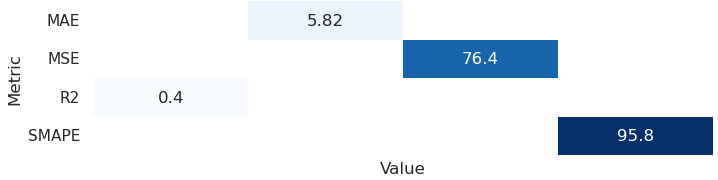 MAE 5.82
MSE 76.4
R2 0.4
SMAPE 95.8
Metric
Value